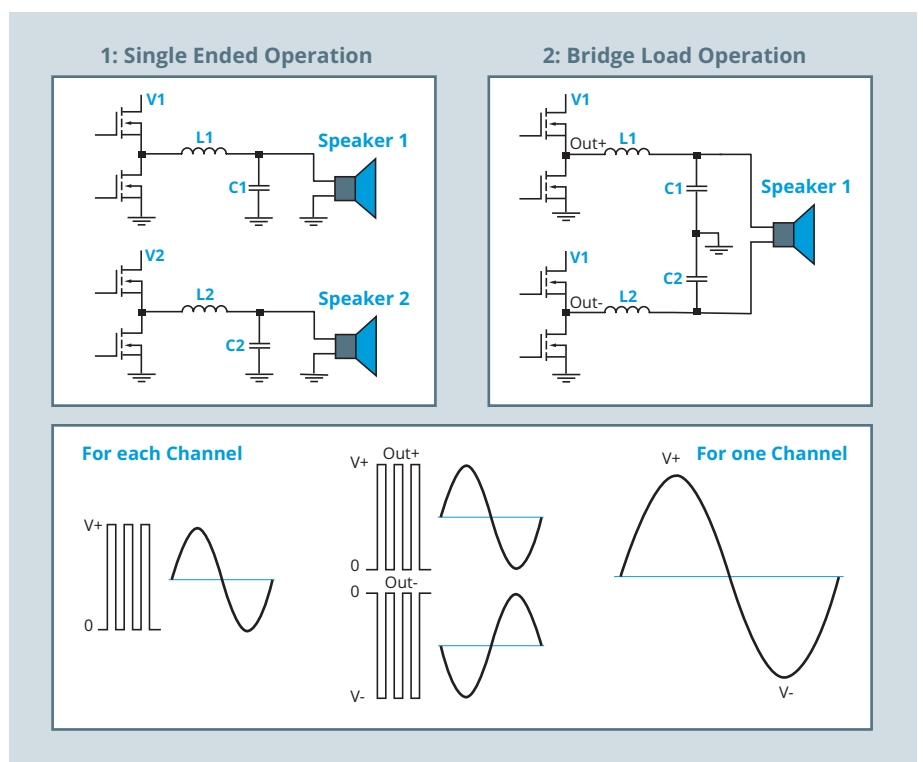 1: Single Ended Operation
V1
L1
Speaker 1
C1
V2
L2
Speaker 2
C2
2: Bridge Load Operation
V1
Out+
L1
C1
Speaker 1
V1
C2
Out-
L2
For each Channel
V+
0
V+
Out+
0
Out-
0
V-
For one Channel
V+
V-